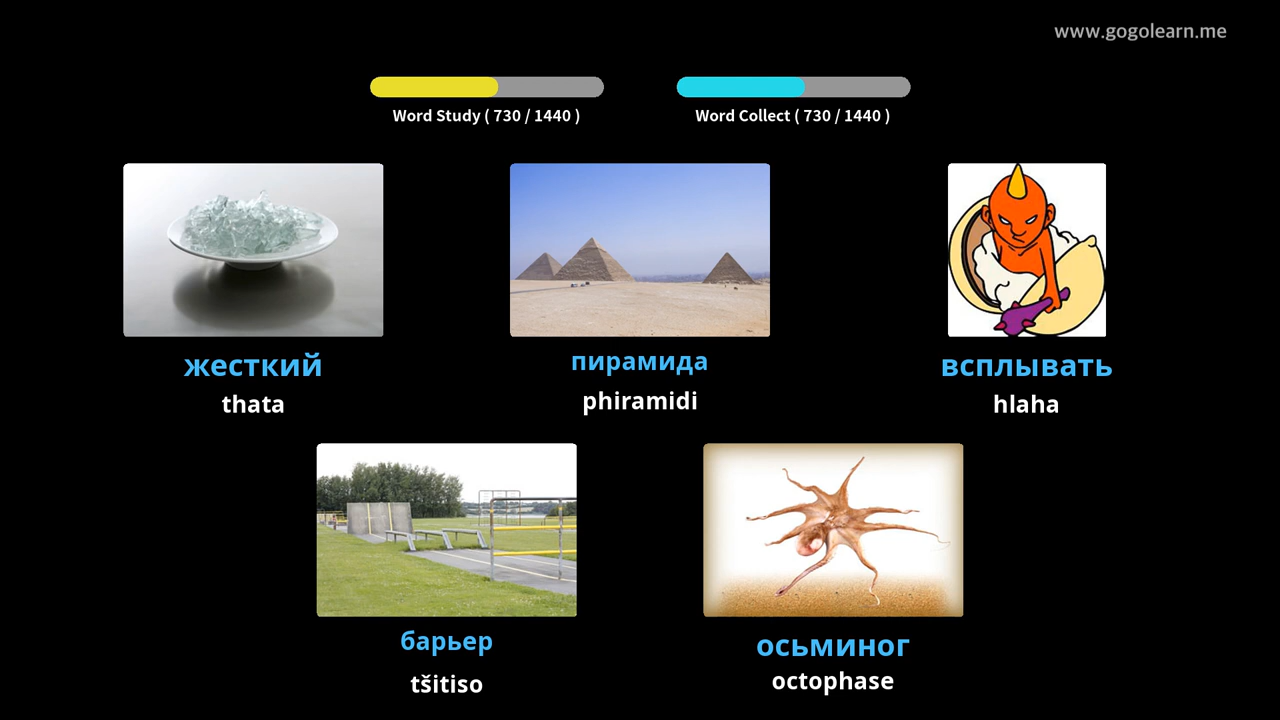 www.gogolearn.me
Word Study ( 730 / 1440 )
Word Collect ( 730 / 1440 )
жесткий
thata
пирамида
phiramidi
всплывать
hlaha
барьер
tšitiso
осьминог
octophase